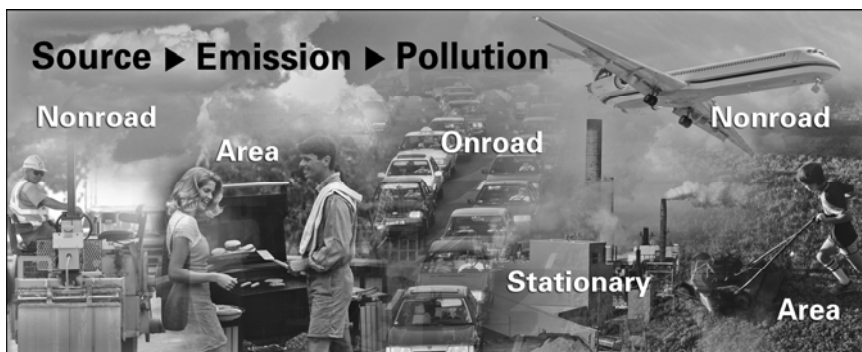 Source ▶ Emission ▶ Pollution
Nonroad
Area
Onroad
Nonroad
Stationary
Area